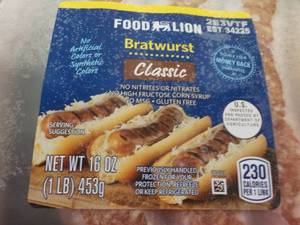 FOOD LION
2E3VTF
EST 34225
Bratwurst
No
Artificial
Colors or
Synthetic
Colors
MONEY BACK
Classic
NO NITRITES OR NITRATES
NO HIGH FRUCTOSE CORN SYRUP
NO MSG • GLUTEN FREE
U.S.
INSPECTED
AND PASSED BY
DEPARTMENT OF
AGRICULTURE
SERVING
SUGGESTION
NET WT 16 OZ
(1 LB) 453g
PREVIOUSLY HANDLED
FROZEN FOR YOUR
PROTECTION, REFREEZE
OR KEEP REFRIGERATED
230
CALORIES
PER 1 LINK